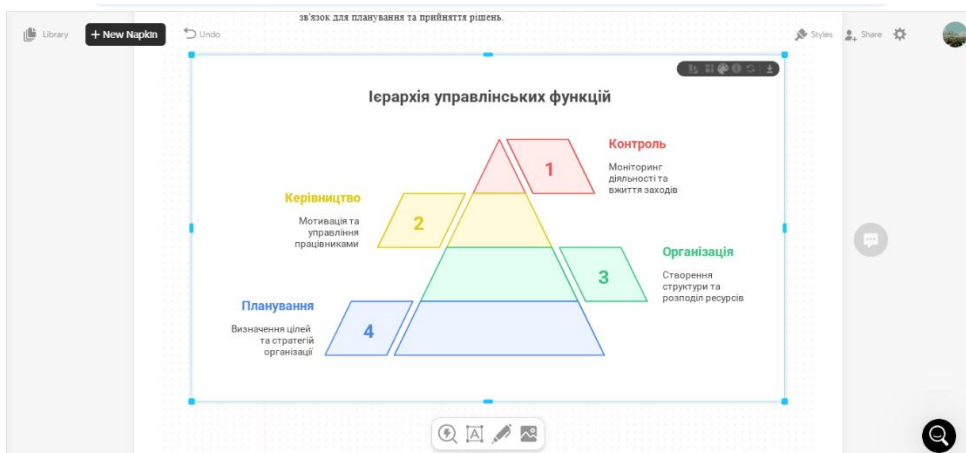 зв'язок для планування та прийняття рішень.
Library
+ New Napkin
Undo
Styles
Share
Ієрархія управлінських функцій
1
Контроль
Моніторинг
діяльності та
вжиття заходів
Керівництво
Мотивація та
управління
працівниками
2
3
Організація
Створення
структури та
розподіл ресурсів
Планування
Визначення цілей
та стратегій
організації
4
A